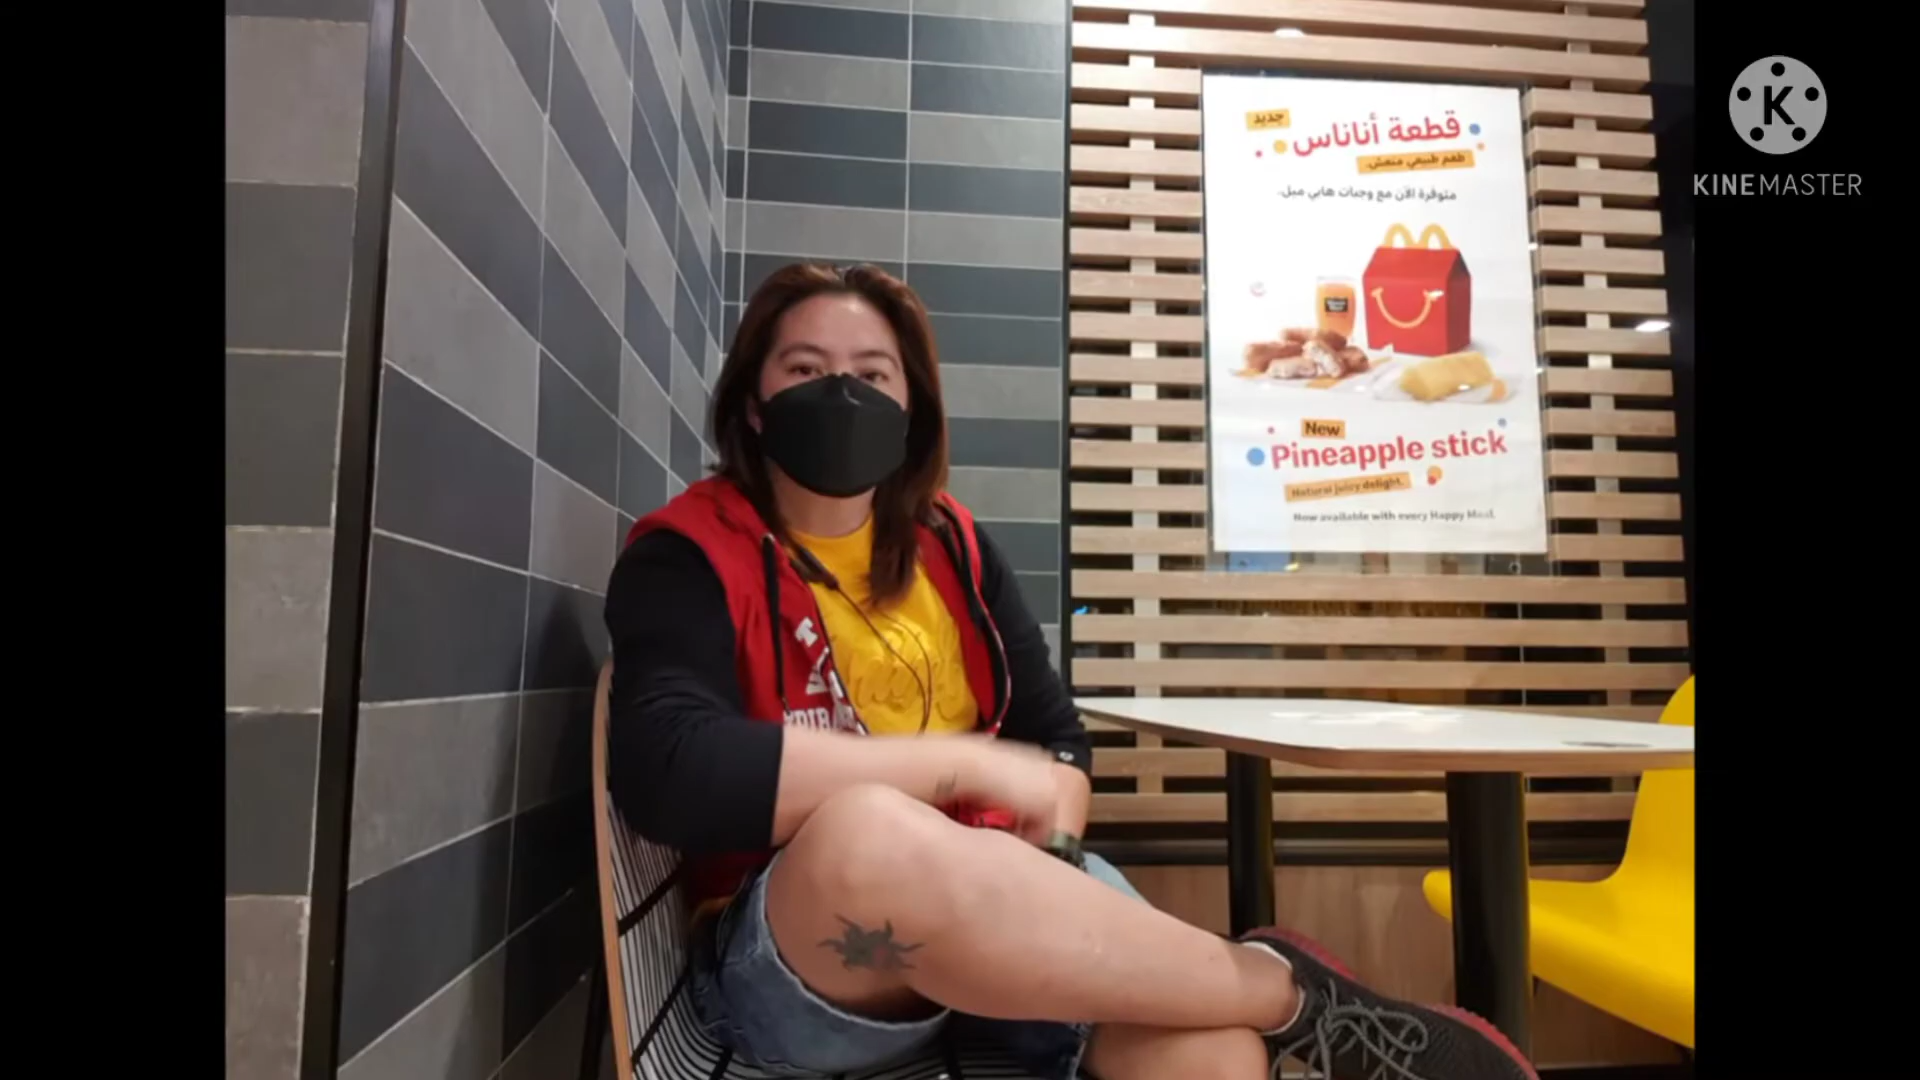 جديد
قطعة أناناس
طعم طبيعي منعش.
متوفرة الآن مع وجبات هابي ميل.
New
Pineapple stick
Natural juicy delight.
Now available with every Happy Meal.
K
KINEMASTER